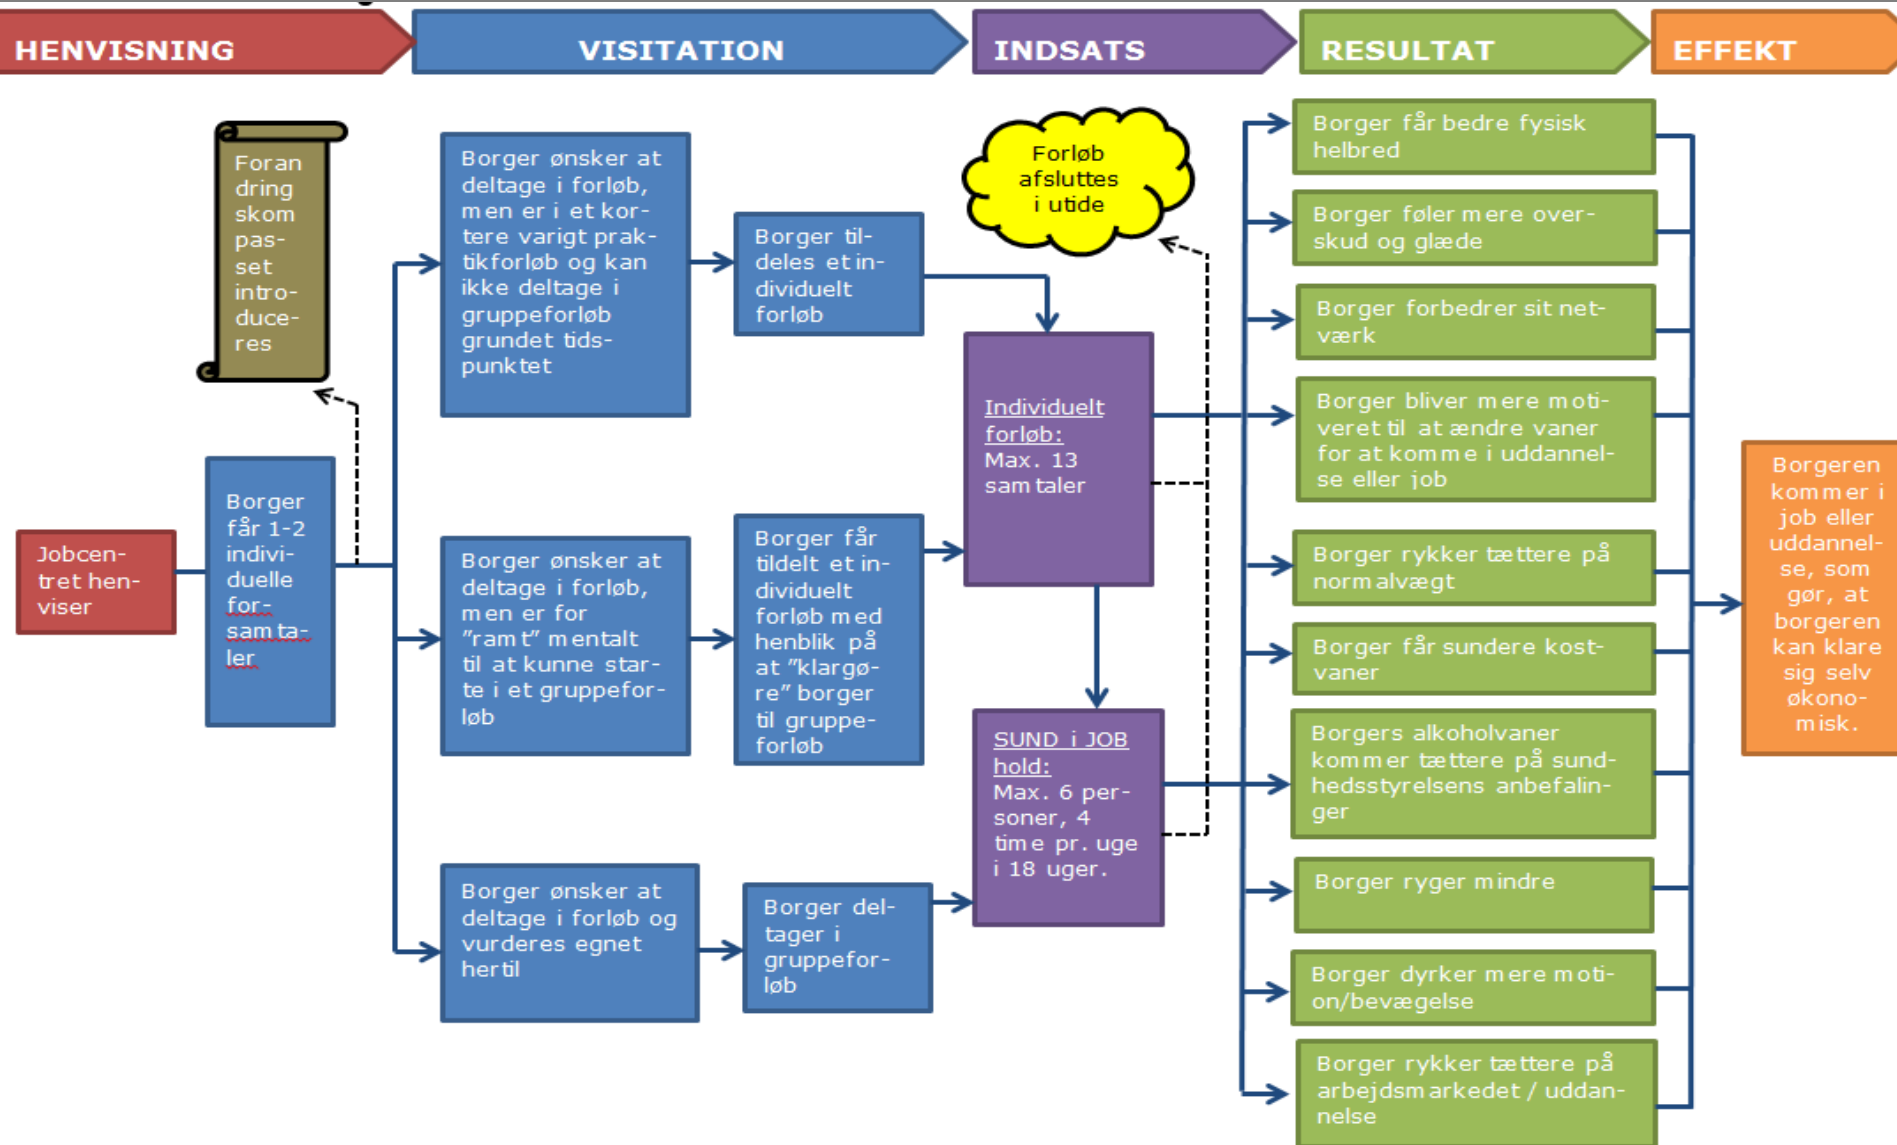 HENVISNING
VISITATION
INDSATS
RESULTAT
EFFEKT
Foran
dring
skom
pas-
set
intro-
duce-
res
Jobcen-
tret hen-
viser
Borger
får 1-2
indivi-
duelle
for-
samta-
ler
Borger ønsker at
deltage i forløb,
men er i et kor-
tere varigt prak-
tikforløb og kan
ikke deltage i
gruppeforløb
grundet tids-
punktet
Borger til-
deles et in-
dividuelt
forløb
Borger ønsker at
deltage i forløb,
men er for
”ramt” mentalt
til at kunne star-
te i et gruppefor-
løb
Borger får
tildelt et in-
dividuelt
forløb med
henblik på
at ”klargø-
re” borger
til gruppe-
forløb
Borger ønsker at
deltage i forløb og
vurderes egnet
hertil
Borger del-
tager i
gruppefor-
løb
Forløb
afsluttes
i utide
Individuelt
forløb:
Max. 13
samtaler
SUND i JOB
hold:
Max. 6 per-
soner, 4
time pr. uge
i 18 uger.
Borger får bedre fysisk
helbred
Borger føler mere over-
skud og glæde
Borger forbedrer sit net-
værk
Borger bliver mere moti-
veret til at ændre vaner
for at komme i uddannel-
se eller job
Borger rykker tættere på
normalvægt
Borger får sundere kost-
vaner
Borgers alkoholvaner
kommer tættere på sund-
hedsstyrelsens anbefalin-
ger
Borger ryger mindre
Borger dyrker mere moti-
on/bevægelse
Borger rykker tættere på
arbejdsmarkedet / uddan-
nelse
Borgeren
kommer i
job eller
uddannel-
se, som
gør, at
borgeren
kan klare
sig selv
økono-
misk.